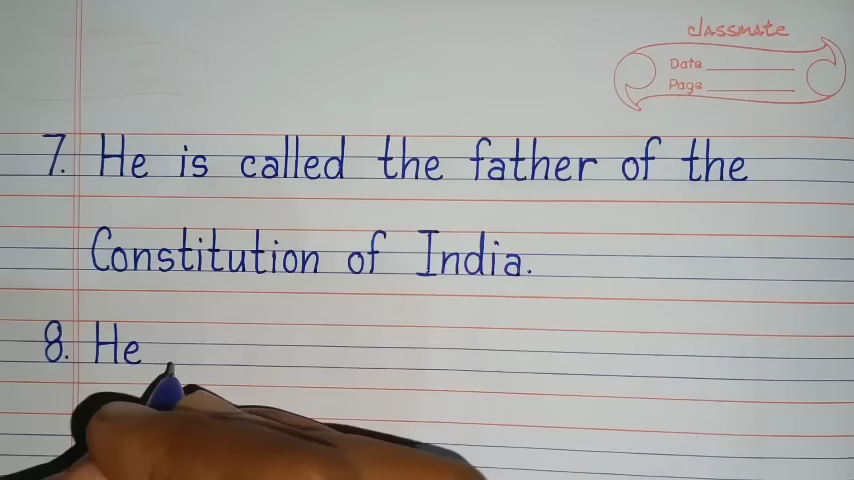 classmate
Date
Page
7. He is called the father of the
Constitution of India.
8. He